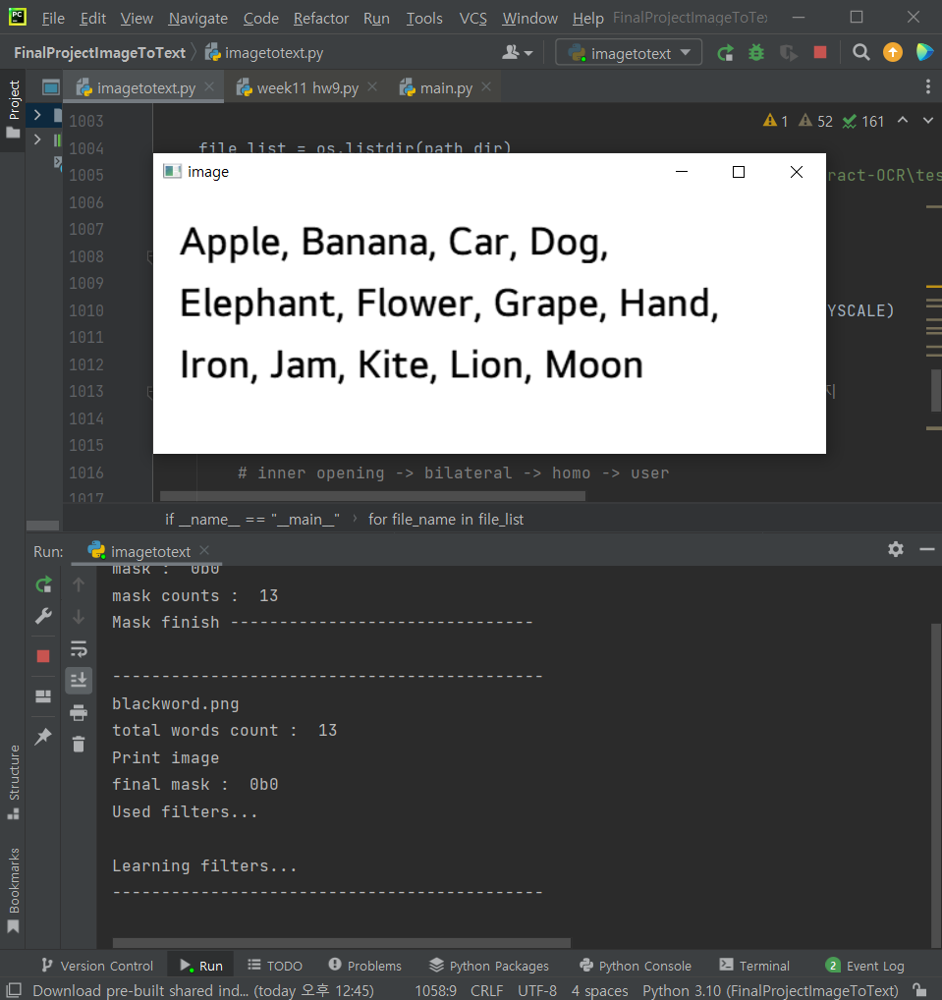 PC File Edit View Navigate Code Refactor Run Tools VCS Window Help FinalProjectImageToTe
FinalProjectImageToText imagetotext.py imagetotext
Project
imagetotext.py week11 hw9.py main.py
1003 1 52 161
1004 file_list = os.listdir(path_dir)
1005 ract-OCR\tes
1006
1007
1008
1009
1010 YSCALE)
1011
1012
1013
1014
1015
1016 # inner opening -> bilateral -> homo -> user
1017
image
Apple, Banana, Car, Dog,
Elephant, Flower, Grape, Hand,
Iron, Jam, Kite, Lion, Moon
if __name__ == "__main__" for file_name in file_list
Run: imagetotext
mask :  0b0
mask counts :  13
Mask finish -------------------------------
--------------------------------------------
blackword.png
total words count :  13
Print image
final mask :  0b0
Used filters...
Learning filters...
--------------------------------------------
Structure
Bookmarks
Version Control Run TODO Problems Python Packages Python Console Terminal 2 Event Log
Download pre-built shared ind... (today 오후 12:45) 1058:9 CRLF UTF-8 4 spaces Python 3.10 (FinalProjectImageToText)